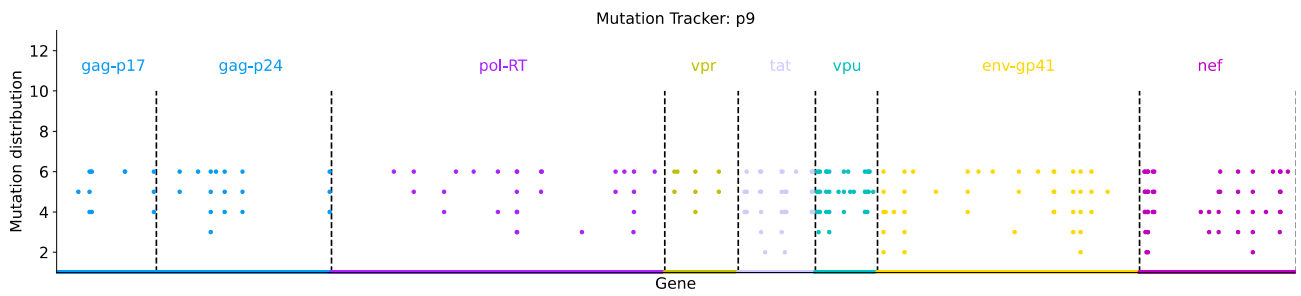 Mutation Tracker: p9
gag-p17 gag-p24 pol-RT vpr tat vpu env-gp41 nef
Mutation distribution
12
10
8
6
4
2
Gene